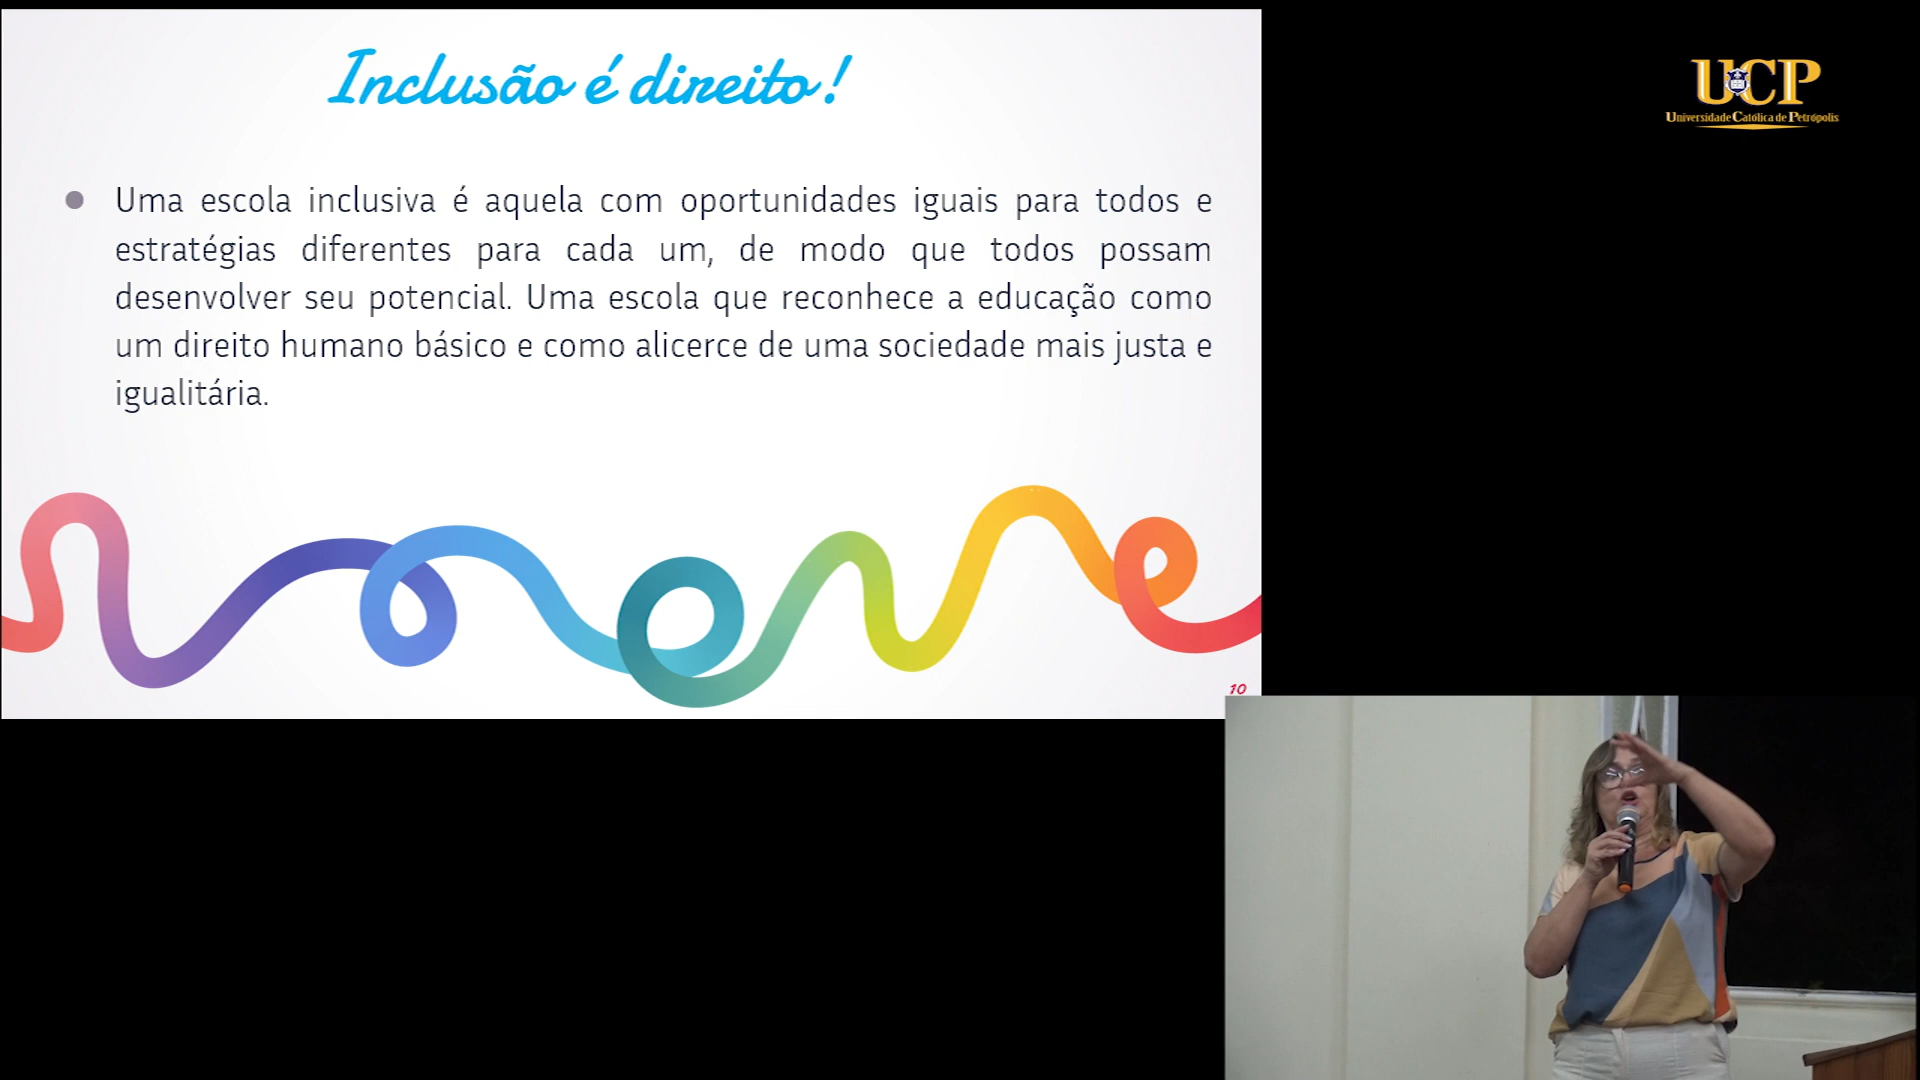 Inclusão é direito!
Uma escola inclusiva é aquela com oportunidades iguais para todos e
estratégias diferentes para cada um, de modo que todos possam
desenvolver seu potencial. Uma escola que reconhece a educação como
um direito humano básico e como alicerce de uma sociedade mais justa e
igualitária.
10
UCP
Universidade Católica de Petrópolis